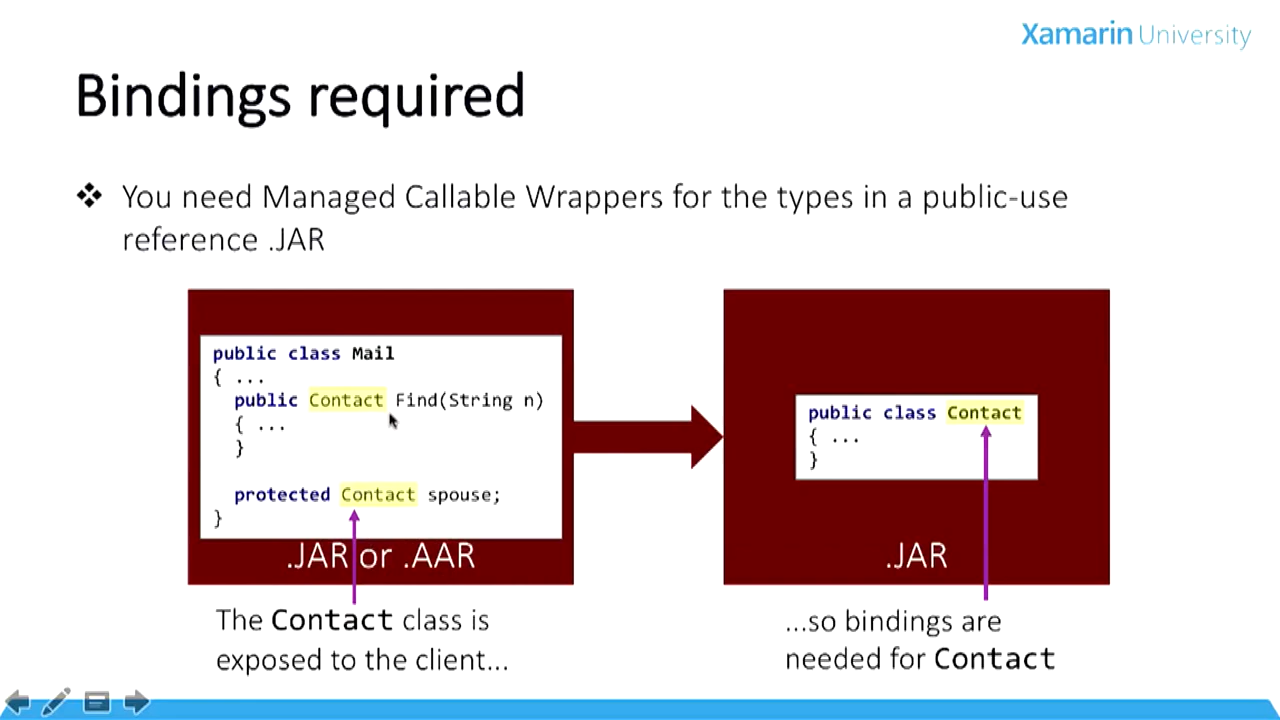 Xamarin University
Bindings required
❖ You need Managed Callable Wrappers for the types in a public-use
reference .JAR
public class Mail
{ ...
public Contact Find(String n)
{ ...
}
protected Contact spouse;
}
.JAR or .AAR
The Contact class is
exposed to the client...
public class Contact
{ ...
}
.JAR
...so bindings are
needed for Contact